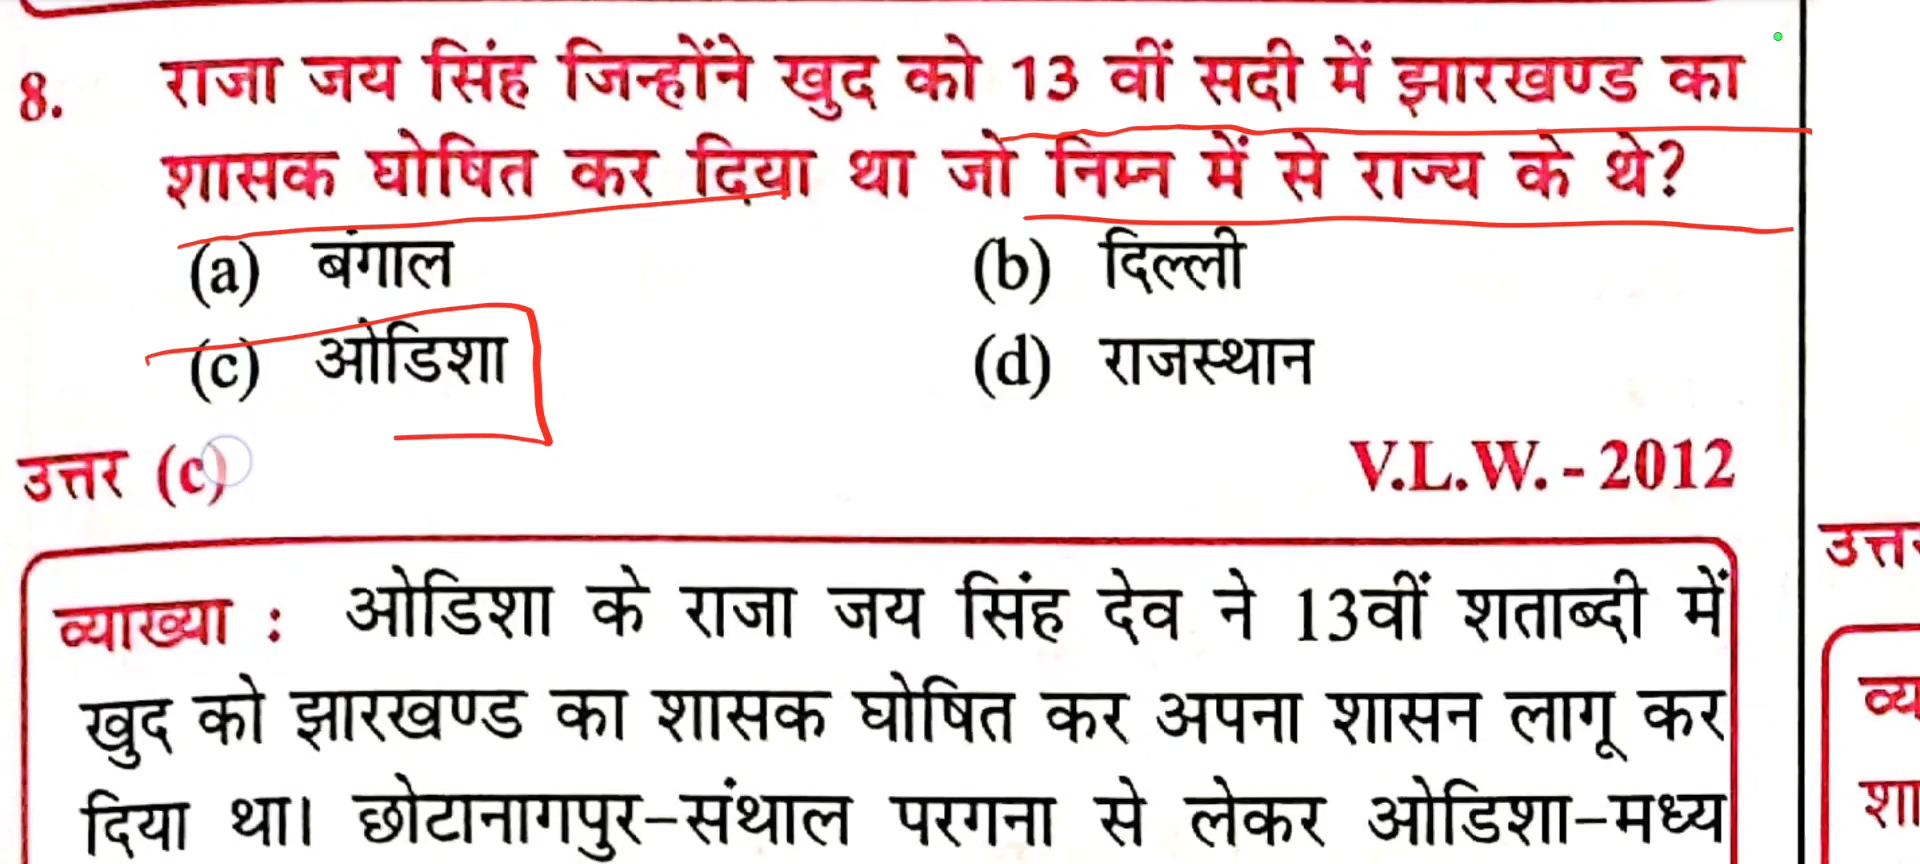 8. राजा जय सिंह जिन्होंने खुद को 13 वीं सदी में झारखण्ड का
शासक घोषित कर दिया था जो निम्न में से राज्य के थे?
(a) बंगाल (b) दिल्ली
(c) ओडिशा (d) राजस्थान
उत्तर (c) V.L.W. - 2012
व्याख्या : ओडिशा के राजा जय सिंह देव ने 13वीं शताब्दी में
खुद को झारखण्ड का शासक घोषित कर अपना शासन लागू कर
दिया था। छोटानागपुर-संथाल परगना से लेकर ओडिशा-मध्य